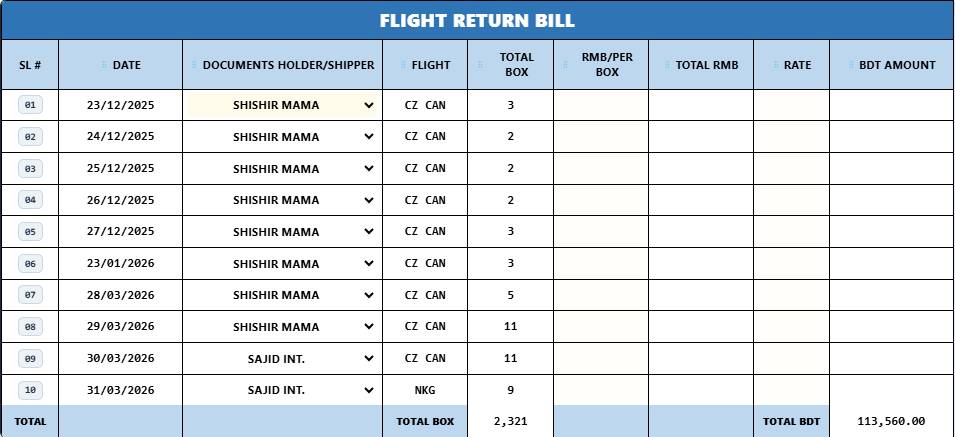 FLIGHT RETURN BILL
SL # DATE DOCUMENTS HOLDER/SHIPPER FLIGHT TOTAL BOX RMB/PER BOX TOTAL RMB RATE BDT AMOUNT
01 23/12/2025 SHISHIR MAMA CZ CAN 3
02 24/12/2025 SHISHIR MAMA CZ CAN 2
03 25/12/2025 SHISHIR MAMA CZ CAN 2
04 26/12/2025 SHISHIR MAMA CZ CAN 2
05 27/12/2025 SHISHIR MAMA CZ CAN 3
06 23/01/2026 SHISHIR MAMA CZ CAN 3
07 28/03/2026 SHISHIR MAMA CZ CAN 5
08 29/03/2026 SHISHIR MAMA CZ CAN 11
09 30/03/2026 SAJID INT. CZ CAN 11
10 31/03/2026 SAJID INT. NKG 9
TOTAL TOTAL BOX 2,321 TOTAL BDT 113,560.00